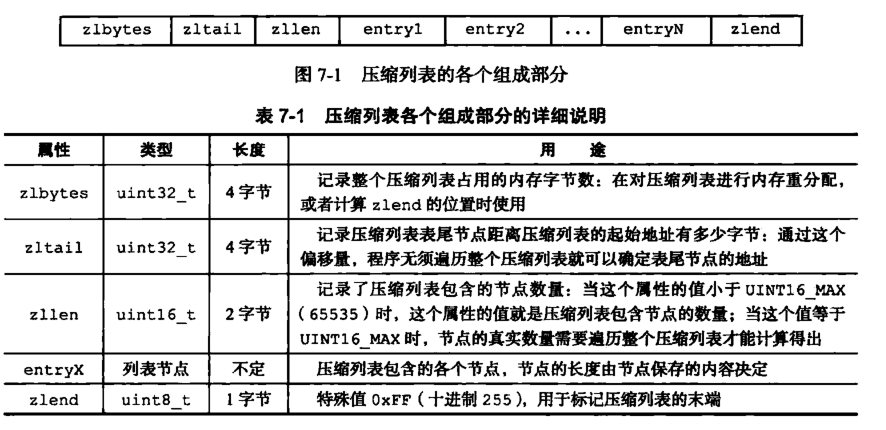 zlbytes zltail zllen entry1 entry2 ... entryN zlend
图 7-1 压缩列表的各个组成部分
表 7-1 压缩列表各个组成部分的详细说明
属性 类型 长度 用 途
zlbytes uint32_t 4 字节 记录整个压缩列表占用的内存字节数：在对压缩列表进行内存重分配，
或者计算 zlend 的位置时使用
zltail uint32_t 4 字节 记录压缩列表表尾节点距离压缩列表的起始地址有多少字节：通过这个
偏移量，程序无须遍历整个压缩列表就可以确定表尾节点的地址
zllen uint16_t 2 字节 记录了压缩列表包含的节点数量：当这个属性的值小于 UINT16_MAX
（65535）时，这个属性的值就是压缩列表包含节点的数量；当这个值等于
UINT16_MAX 时，节点的真实数量需要遍历整个压缩列表才能计算得出
entryX 列表节点 不定 压缩列表包含的各个节点，节点的长度由节点保存的内容决定
zlend uint8_t 1 字节 特殊值 0xFF（十进制 255），用于标记压缩列表的末端